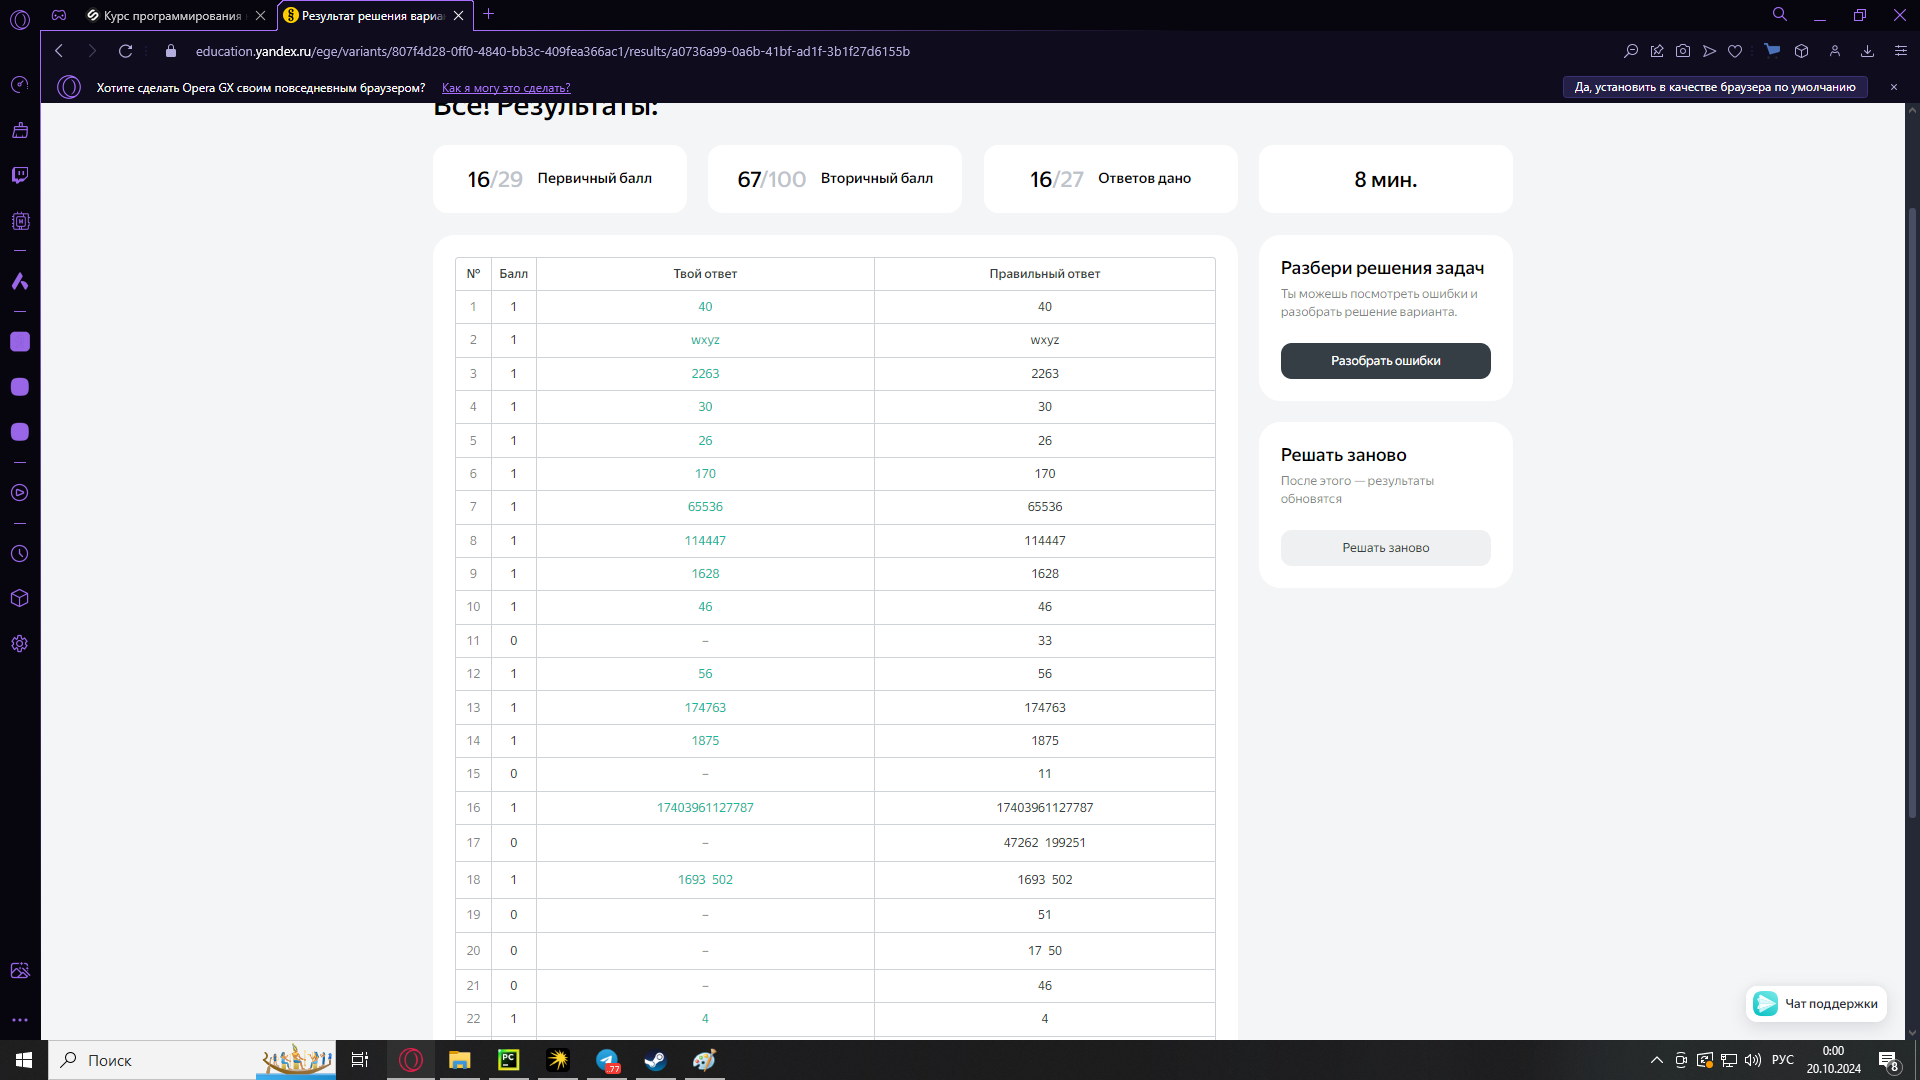 Курс программирования
Результат решения вариа
education.yandex.ru/ege/variants/807f4d28-0ff0-4840-bb3c-409fea366ac1/results/a0736a99-0a6b-41bf-ad1f-3b1f27d6155b
Хотите сделать Opera GX своим повседневным браузером? Как я могу это сделать?
Да, установить в качестве браузера по умолчанию
Все! Результаты:
16/29 Первичный балл
67/100 Вторичный балл
16/27 Ответов дано
8 мин.
№ Балл Твой ответ Правильный ответ
1 1 40 40
2 1 wxyz wxyz
3 1 2263 2263
4 1 30 30
5 1 26 26
6 1 170 170
7 1 65536 65536
8 1 114447 114447
9 1 1628 1628
10 1 46 46
11 0 – 33
12 1 56 56
13 1 174763 174763
14 1 1875 1875
15 0 – 11
16 1 17403961127787 17403961127787
17 0 – 47262 199251
18 1 1693 502 1693 502
19 0 – 51
20 0 – 17 50
21 0 – 46
22 1 4 4
Разбери решения задач
Ты можешь посмотреть ошибки и
разобрать решение варианта.
Разобрать ошибки
Решать заново
После этого — результаты
обновятся
Решать заново
Чат поддержки
Поиск
PC
.77
РУС
0:00
20.10.2024
8